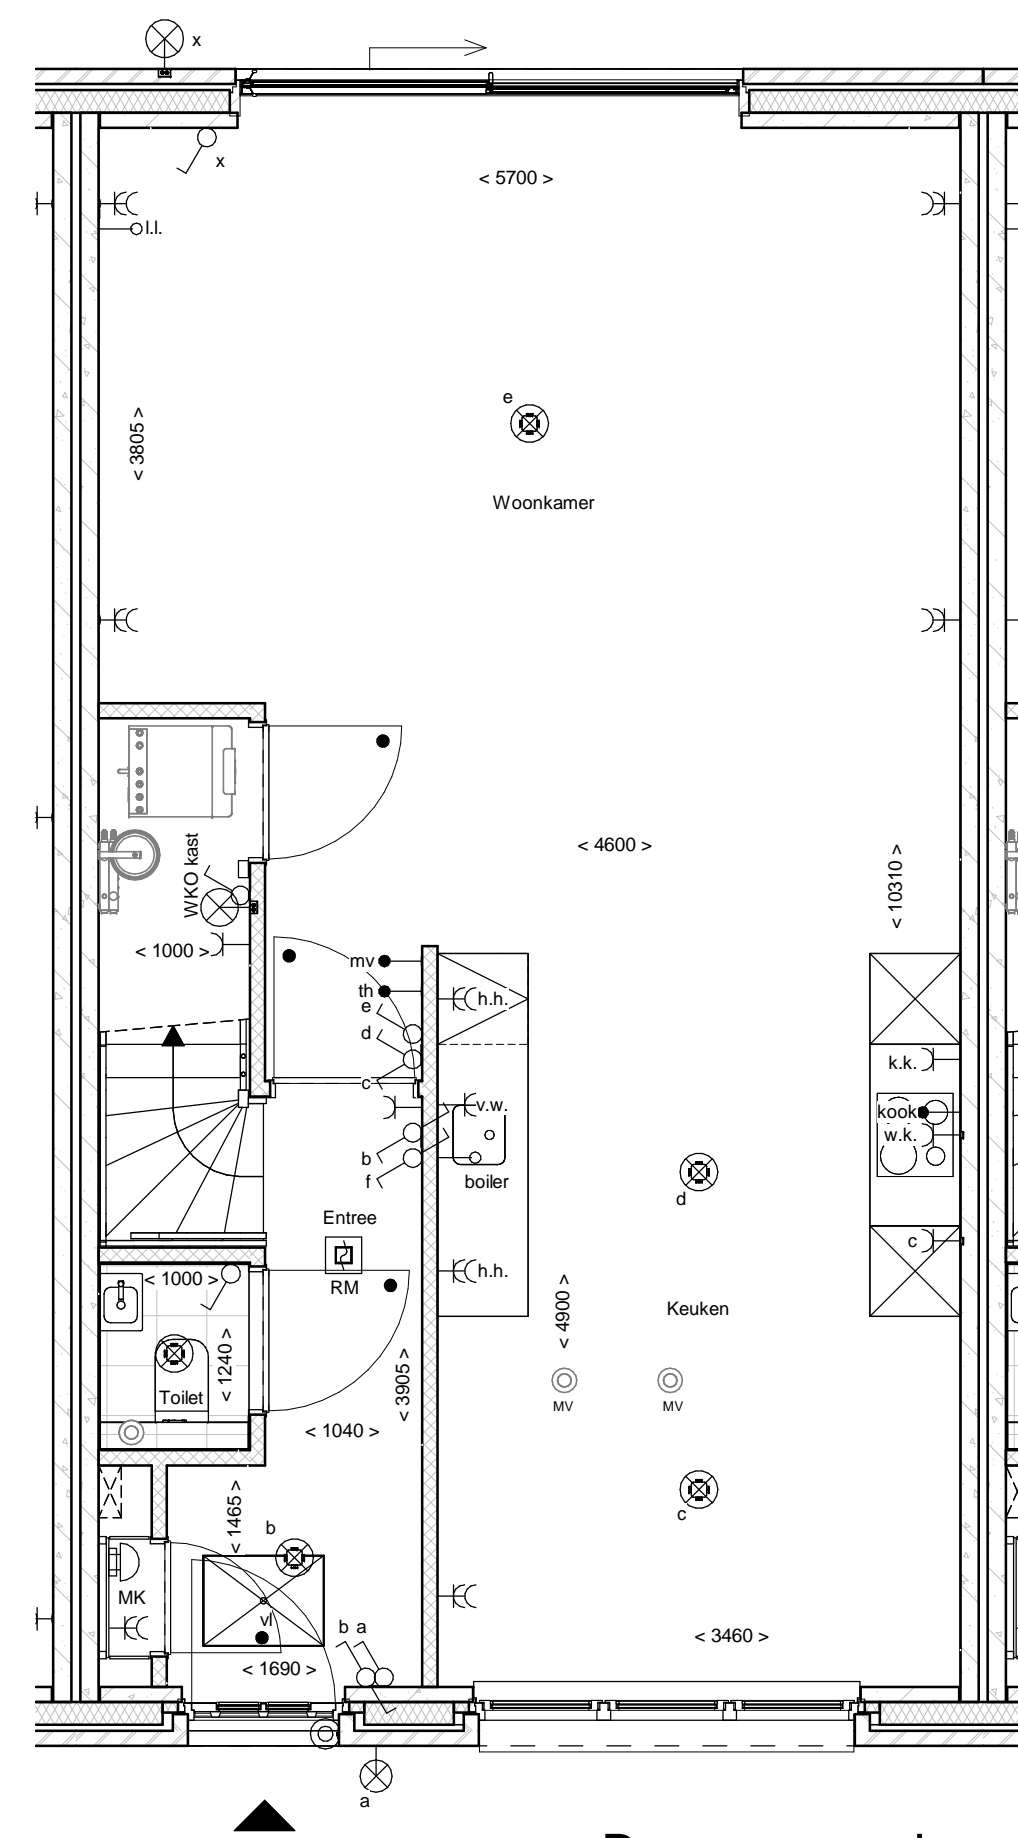 x
x
< 5700 >
l.l.
< 3805 >
e
Woonkamer
< 4600 >
< 10310 >
WKO kast
< 1000 >
mv
th
e
d
c
h.h.
k.k.
v.w.
kook
w.k.
b
f
boiler
d
Entree
c
RM
h.h.
< 1000 >
< 4900 >
Keuken
< 1240 >
< 3905 >
Toilet
MV
MV
< 1040 >
< 1465 >
b
c
MK
vl
b a
< 3460 >
< 1690 >
a